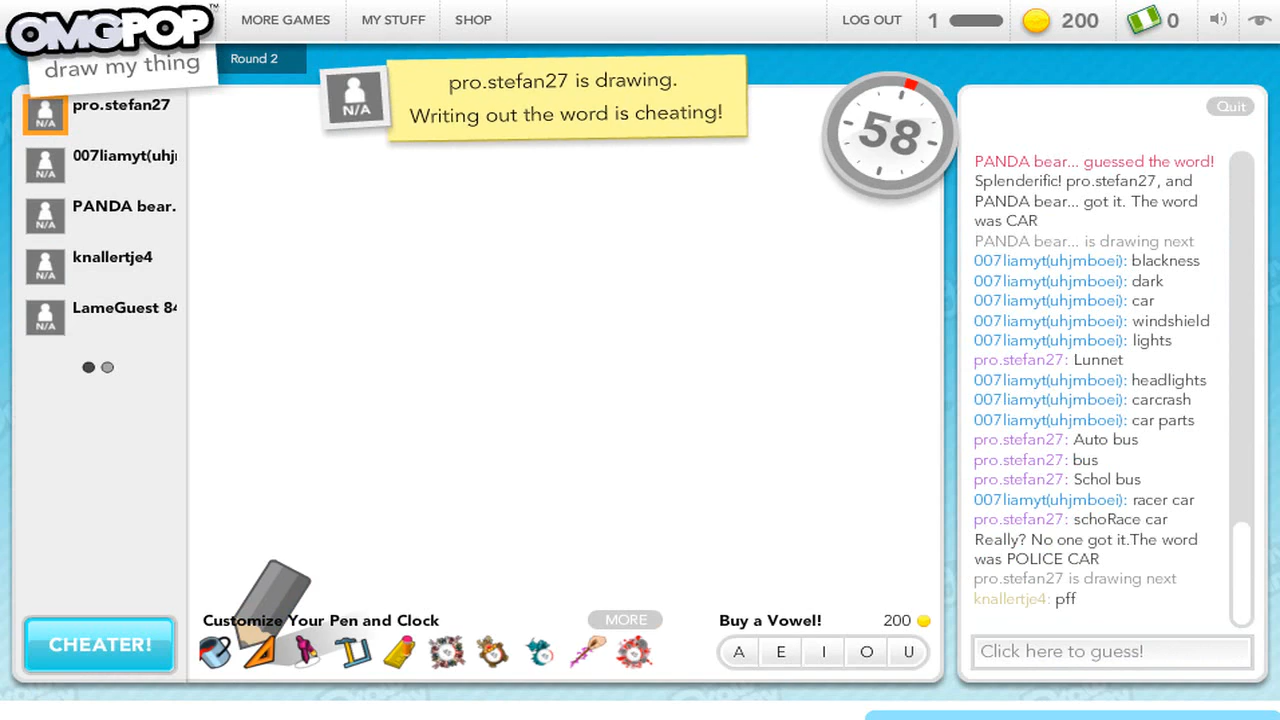 OMGPOP™
MORE GAMES
MY STUFF
SHOP
LOG OUT
1
200
0
draw my thing
Round 2
pro.stefan27 is drawing.
Writing out the word is cheating!
58
Quit
N/A
pro.stefan27
N/A
007liamyt(uhj
N/A
PANDA bear.
N/A
knallertje4
N/A
LameGuest 84
N/A
CHEATER!
Customize Your Pen and Clock
MORE
Buy a Vowel!
200
A E I O U
PANDA bear... guessed the word!
Splenderific! pro.stefan27, and
PANDA bear... got it. The word
was CAR
PANDA bear... is drawing next
007liamyt(uhjmboei): blackness
007liamyt(uhjmboei): dark
007liamyt(uhjmboei): car
007liamyt(uhjmboei): windshield
007liamyt(uhjmboei): lights
pro.stefan27: Lunnet
007liamyt(uhjmboei): headlights
007liamyt(uhjmboei): carcrash
007liamyt(uhjmboei): car parts
pro.stefan27: Auto bus
pro.stefan27: bus
pro.stefan27: Schol bus
007liamyt(uhjmboei): racer car
pro.stefan27: schoRace car
Really? No one got it.The word
was POLICE CAR
pro.stefan27 is drawing next
knallertje4: pff
Click here to guess!